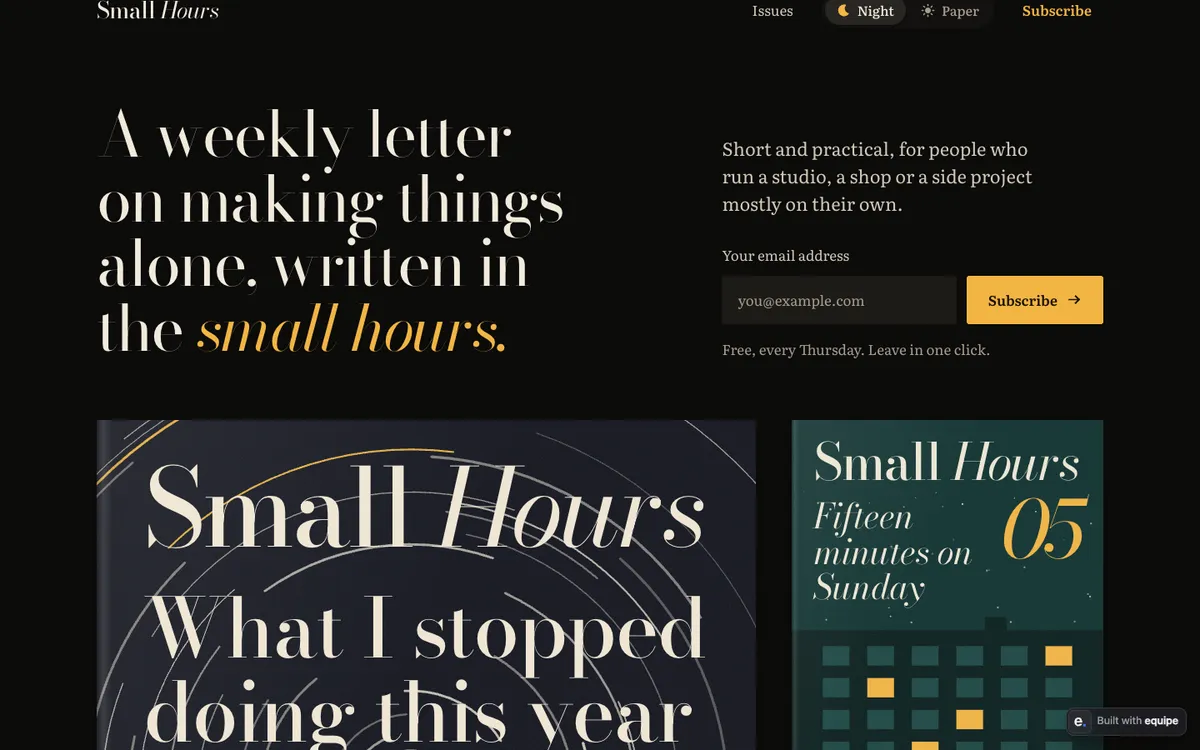 Small Hours
Issues
Night
Paper
Subscribe
A weekly letter
on making things
alone, written in
the small hours.
Short and practical, for people who
run a studio, a shop or a side project
mostly on their own.
Your email address
you@example.com
Subscribe →
Free, every Thursday. Leave in one click.
Small Hours
What I stopped
doing this year
Small Hours
Fifteen
minutes on
Sunday
05
e. Built with equipe